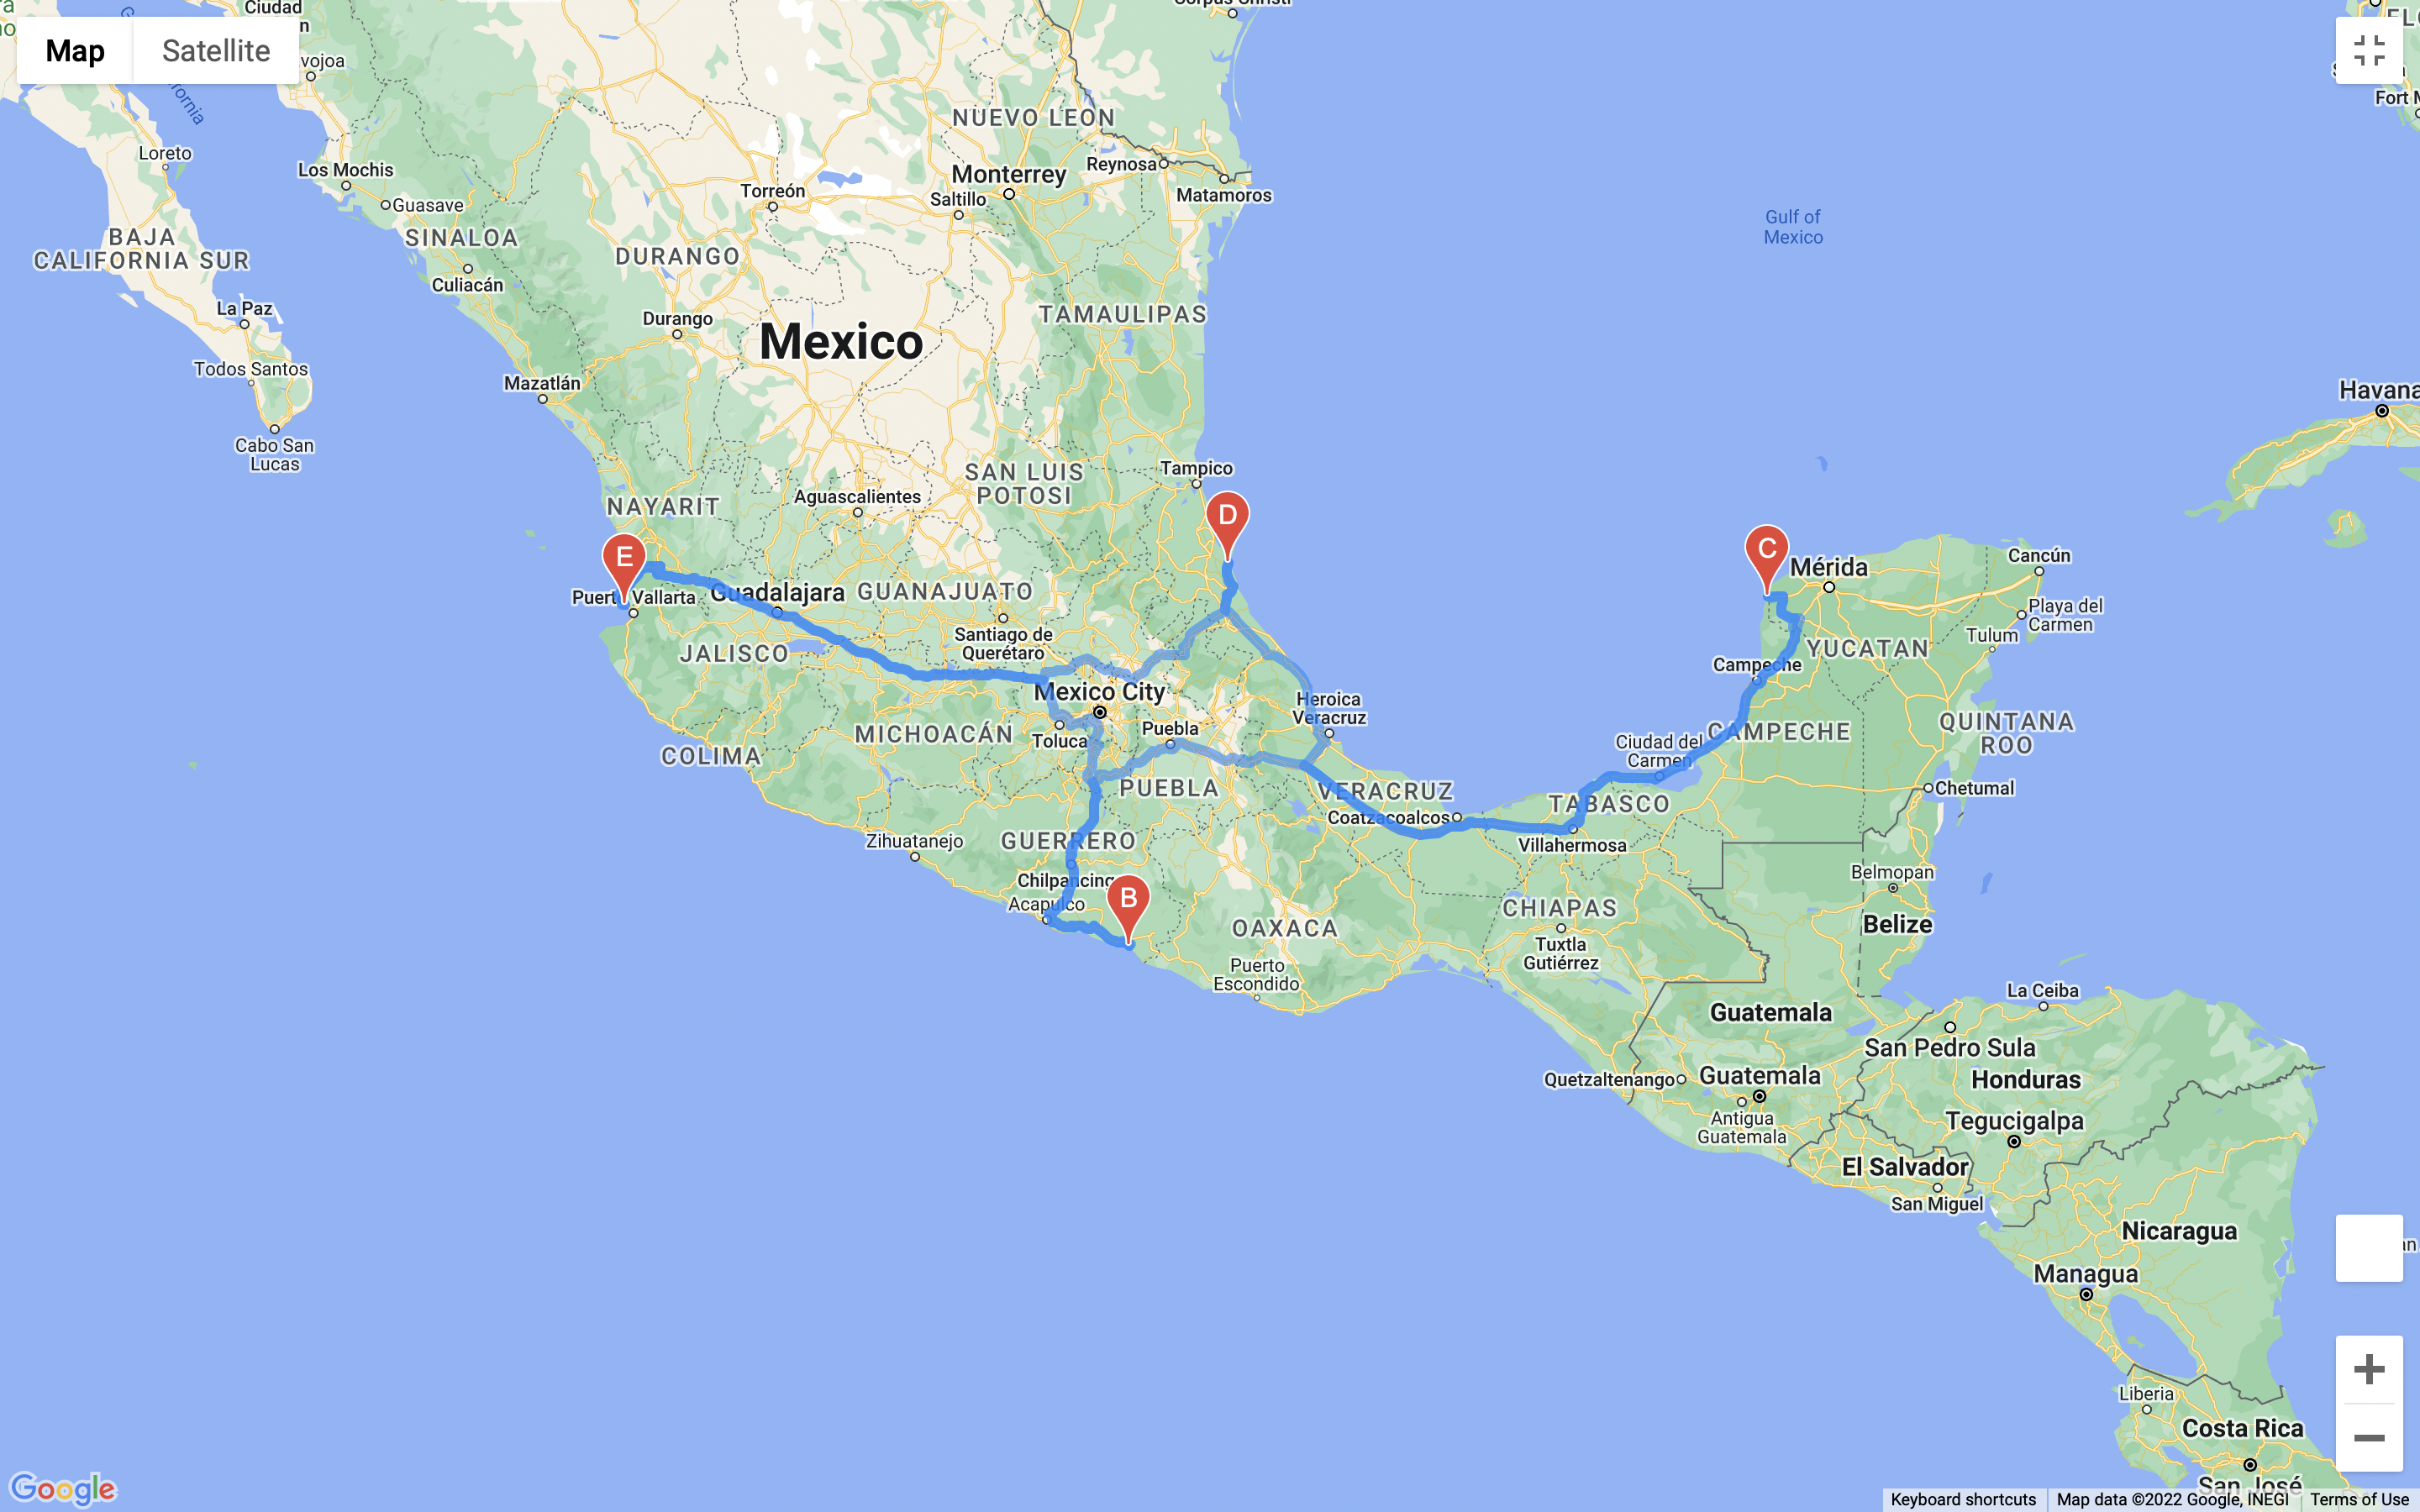 Corpus Christi
Ciudad
Map
Satellite
vojoa
Fort M
NUEVO LEON
Loreto
Los Mochis
Monterrey
Reynosa
Torreón
Saltillo
Matamoros
Guasave
Gulf of
Mexico
BAJA
CALIFORNIA SUR
SINALOA
DURANGO
Culiacán
La Paz
Durango
TAMAULIPAS
Mexico
Todos Santos
Mazatlán
Havana
Cabo San
Lucas
SAN LUIS
POTOSI
Tampico
Aguascalientes
NAYARIT
D
E
C
Mérida
Cancún
Puerto Vallarta
Guadalajara
GUANAJUATO
Playa del
Carmen
Santiago de
Querétaro
Tulum
JALISCO
YUCATAN
Campeche
Mexico City
Heroica
Veracruz
MICHOACÁN
Toluca
Puebla
CAMPECHE
QUINTANA
ROO
COLIMA
Ciudad del
Carmen
PUEBLA
VERACRUZ
TABASCO
Chetumal
Coatzacoalcos
Zihuatanejo
GUERRERO
Villahermosa
Chilpancing
B
Belmopan
Acapulco
OAXACA
CHIAPAS
Belize
Tuxtla
Gutiérrez
Puerto
Escondido
La Ceiba
Guatemala
San Pedro Sula
Quetzaltenango
Guatemala
Honduras
Antigua
Guatemala
Tegucigalpa
El Salvador
San Miguel
Nicaragua
Managua
Liberia
Costa Rica
San José
Google
Keyboard shortcuts
Map data ©2022 Google, INEGI
Terms of Use